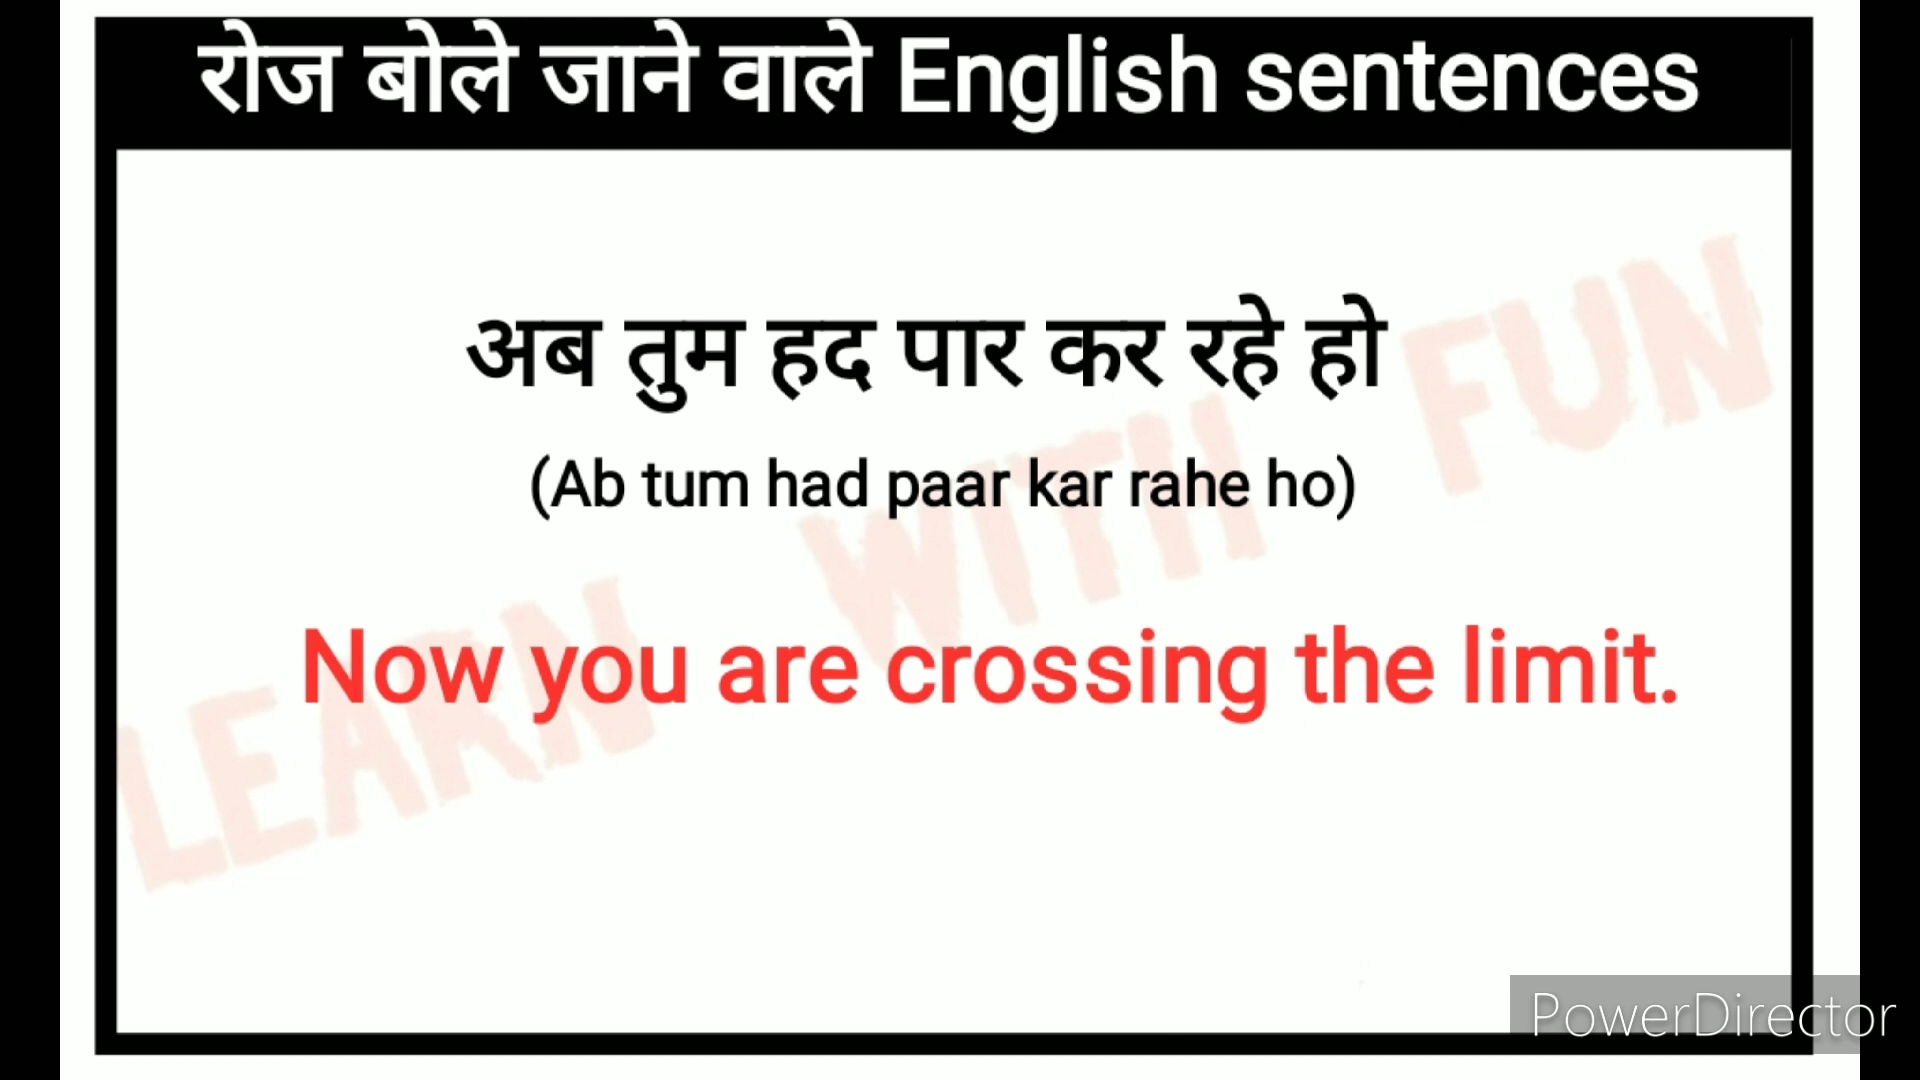 रोज बोले जाने वाले English sentences
अब तुम हद पार कर रहे हो
(Ab tum had paar kar rahe ho)
Now you are crossing the limit.
LEARN WITH FUN
PowerDirector